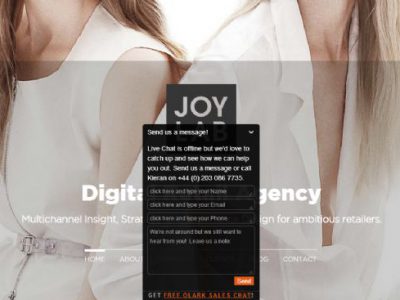 JOY
LAB
Send us a message!
Live Chat is offline but we'd love to
catch up and see how we can help
you out. Send us a message or call
Kieran on +44 (0) 203 086 7735.
click here and type your Name
click here and type your Email
click here and type your Phone
We're not around but we still want to
hear from you! Leave us a note:
Send
GET FREE OLARK SALES CHAT!
Digita gency
Multichannel Insight, Strat ign for ambitious retailers.
HOME ABOUT OG CONTACT